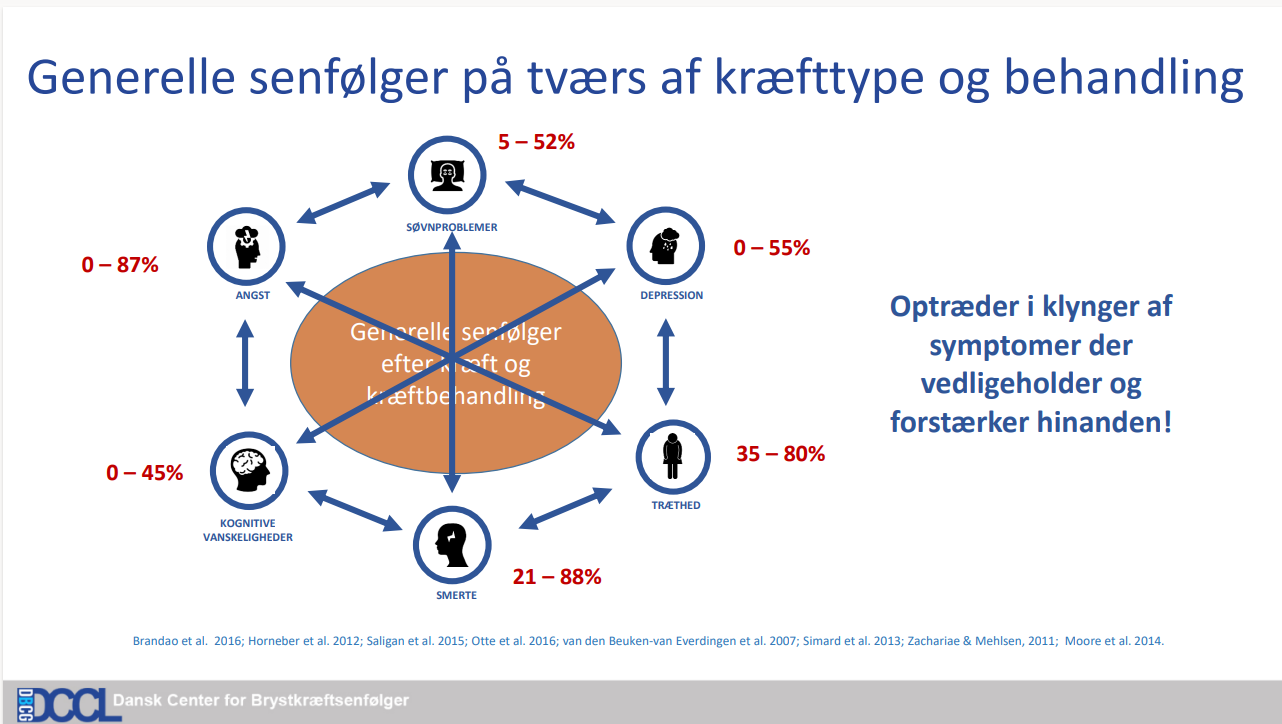 Generelle senfølger på tværs af kræfttype og behandling
5 – 52%
SØVNPROBLEMER
0 – 87%
ANGST
0 – 55%
DEPRESSION
Generelle senfølger
efter kræft og
kræftbehandling
Optræder i klynger af
symptomer der
vedligeholder og
forstærker hinanden!
0 – 45%
KOGNITIVE
VANSKELIGHEDER
35 – 80%
TRÆTHED
21 – 88%
SMERTE
Brandao et al. 2016; Horneber et al. 2012; Saligan et al. 2015; Otte et al. 2016; van den Beuken-van Everdingen et al. 2007; Simard et al. 2013; Zachariae & Mehlsen, 2011; Moore et al. 2014.
DBCG DCCL Dansk Center for Brystkræftsenfølger